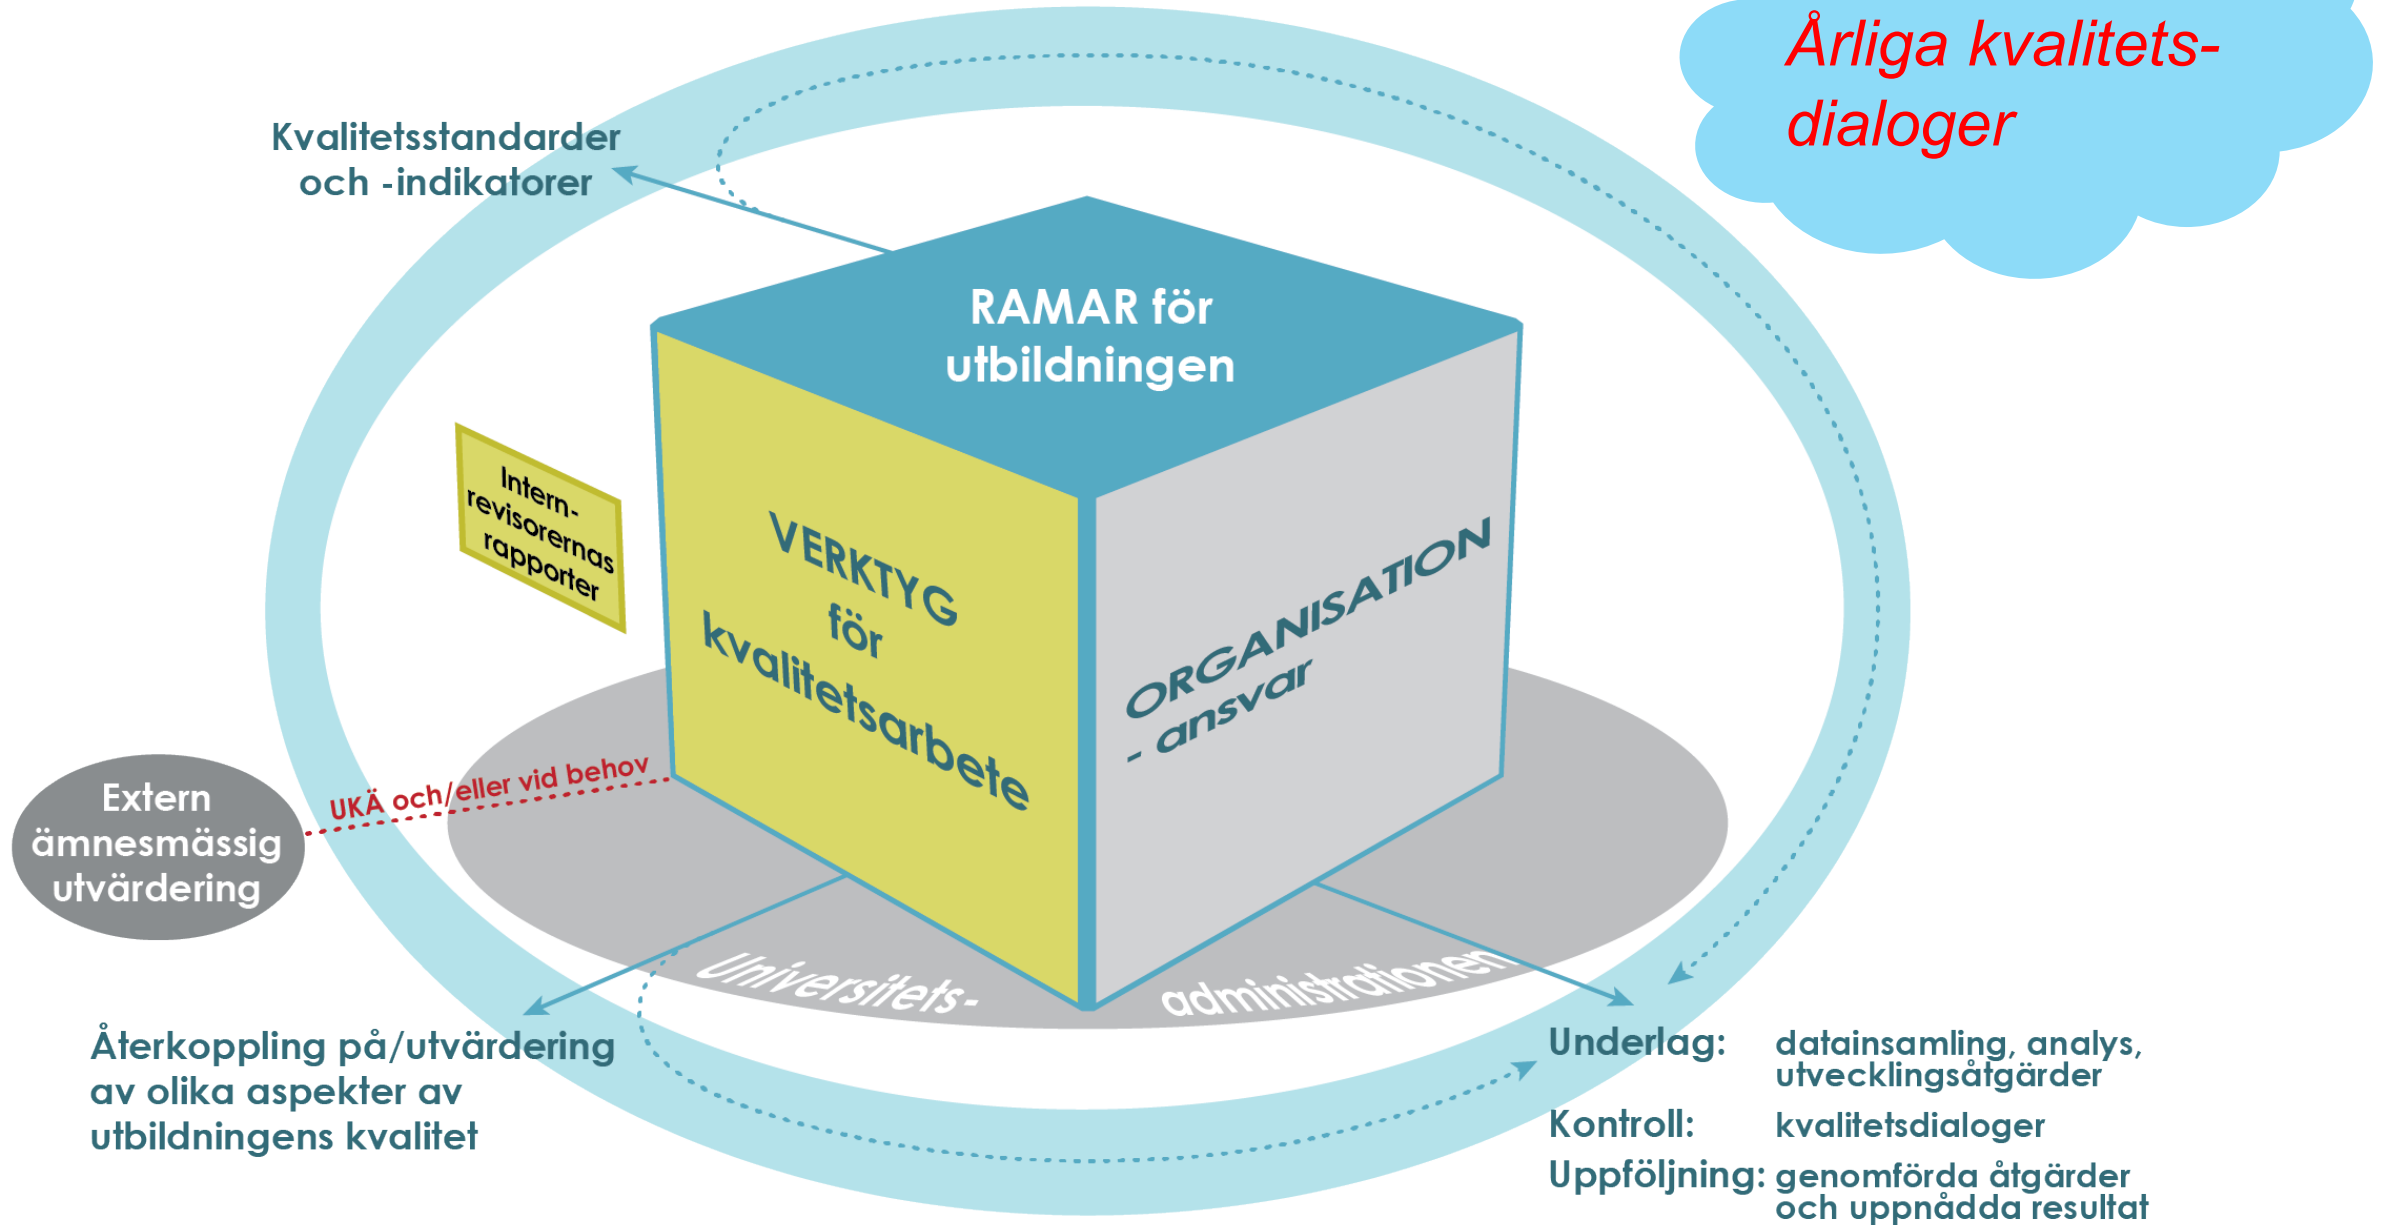 Årliga kvalitets-
dialoger
Kvalitetsstandarder
och -indikatorer
RAMAR för
utbildningen
Intern-
revisorernas
rapporter
VERKTYG
för
kvalitetsarbete
ORGANISATION
- ansvar
UKÄ och/eller vid behov
Extern
ämnesmässig
utvärdering
Universitets-
administrationen
Återkoppling på/utvärdering
av olika aspekter av
utbildningens kvalitet
Underlag: datainsamling, analys,
utvecklingsåtgärder
Kontroll: kvalitetsdialoger
Uppföljning: genomförda åtgärder
och uppnådda resultat